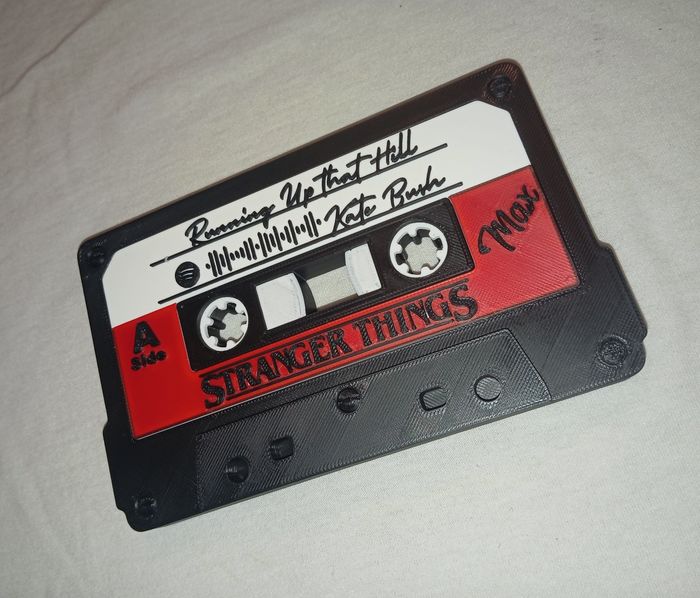 Running Up that Hill
Kate Bush
Max
A
Side
STRANGER THINGS